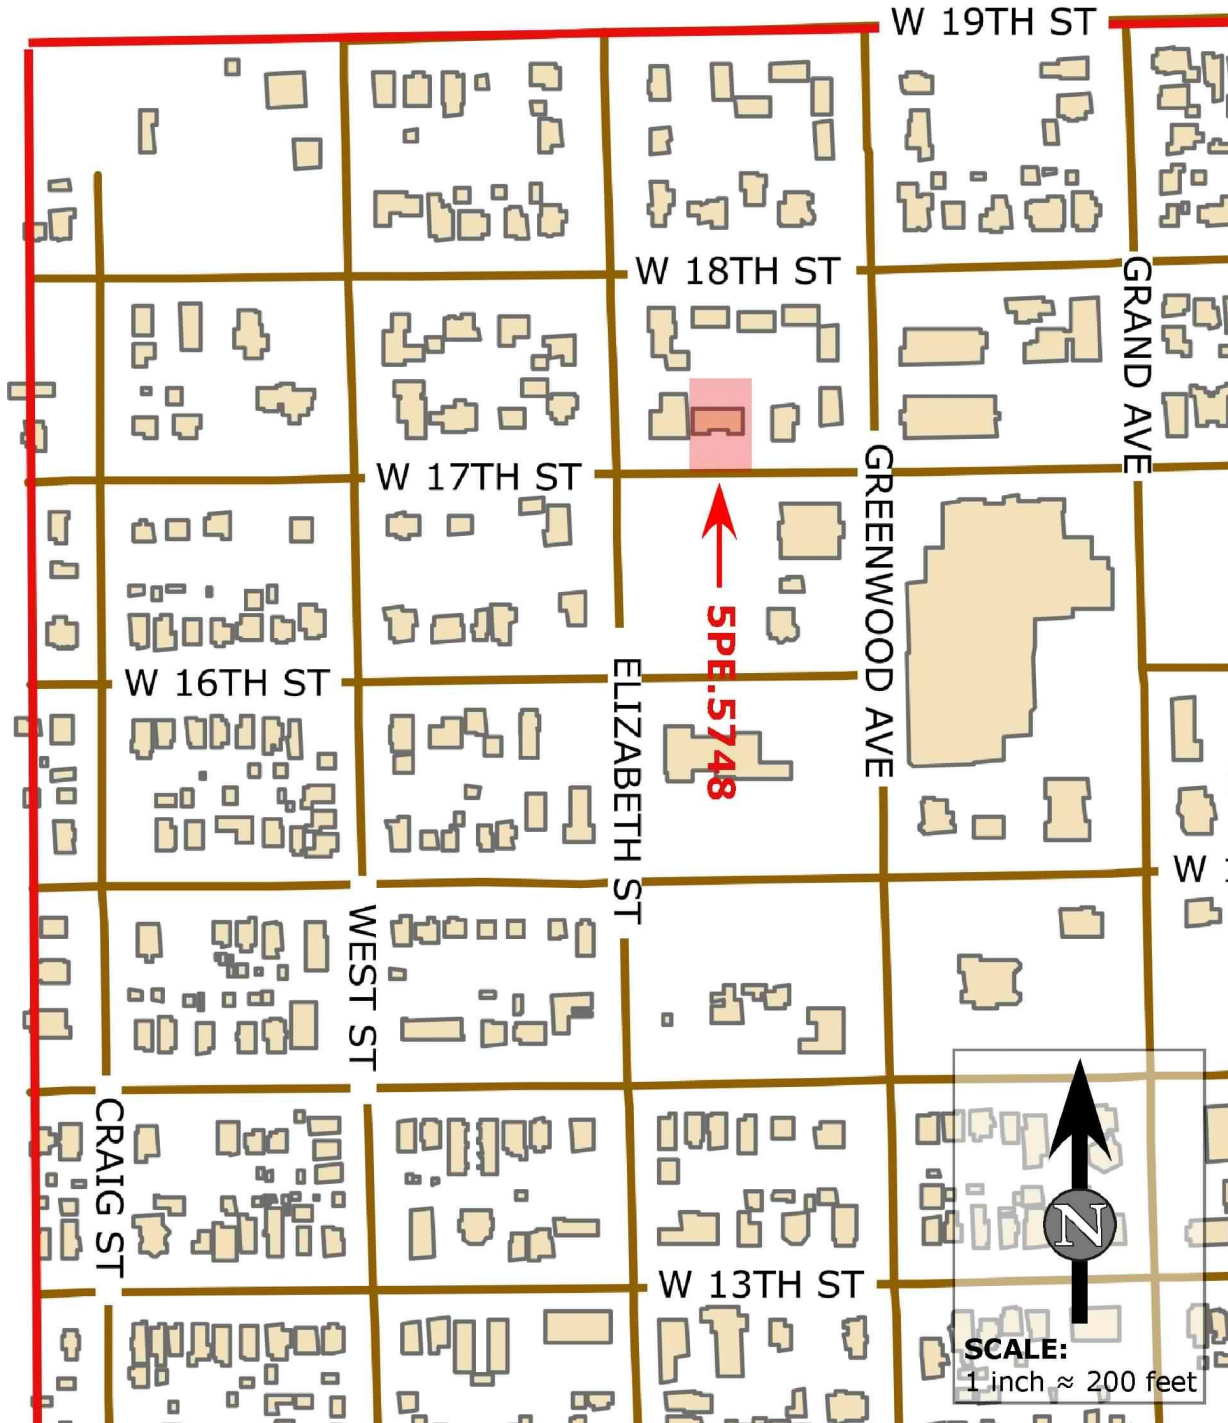 W 19TH ST
W 18TH ST
GRAND AVE
W 17TH ST
GREENWOOD AVE
5PE.5748
W 16TH ST
ELIZABETH ST
W
WEST ST
CRAIG ST
N
W 13TH ST
SCALE:
1 inch ≈ 200 feet